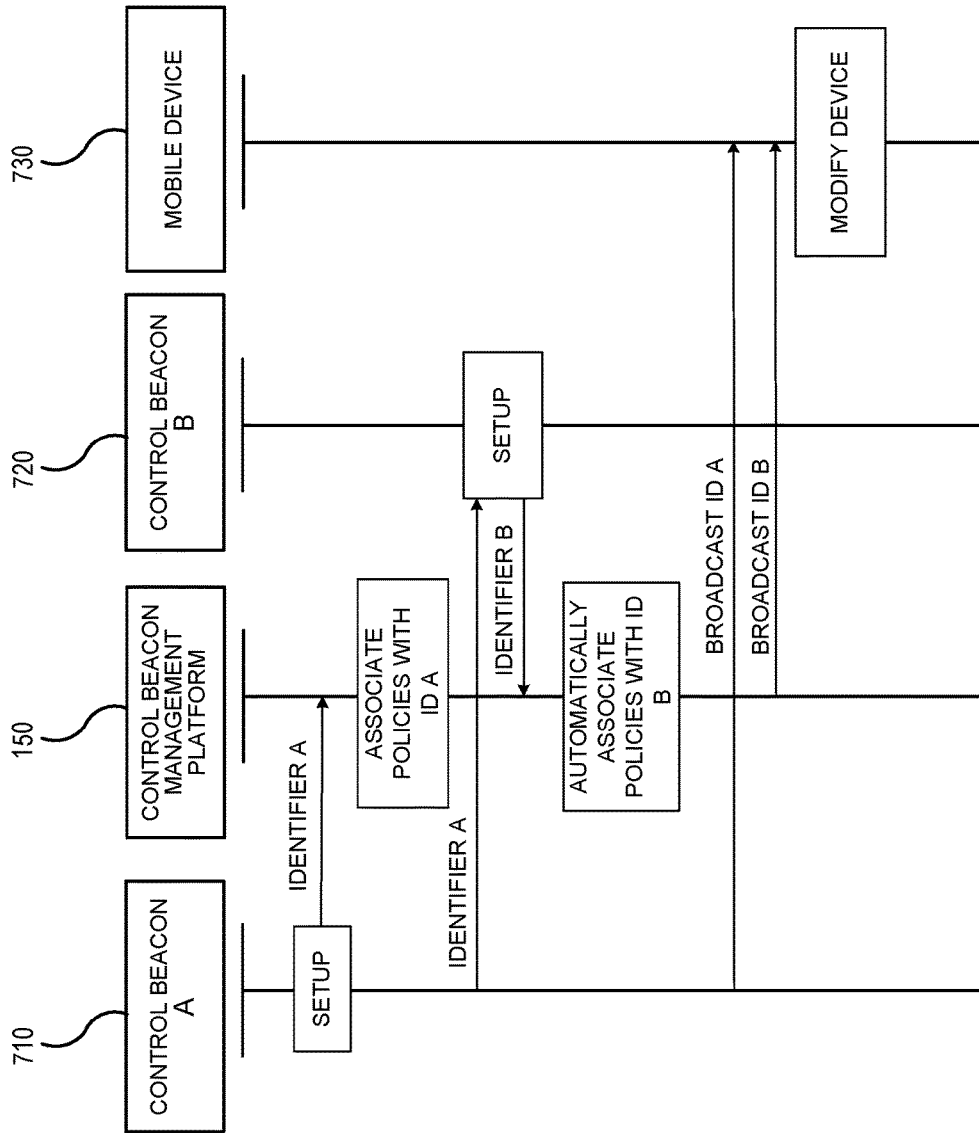 710
150
720
730
CONTROL BEACON
A
CONTROL BEACON
MANAGEMENT
PLATFORM
CONTROL BEACON
B
MOBILE DEVICE
SETUP
IDENTIFIER A
ASSOCIATE
POLICIES WITH
ID A
IDENTIFIER A
SETUP
IDENTIFIER B
AUTOMATICALLY
ASSOCIATE
POLICIES WITH ID
B
BROADCAST ID A
BROADCAST ID B
MODIFY DEVICE